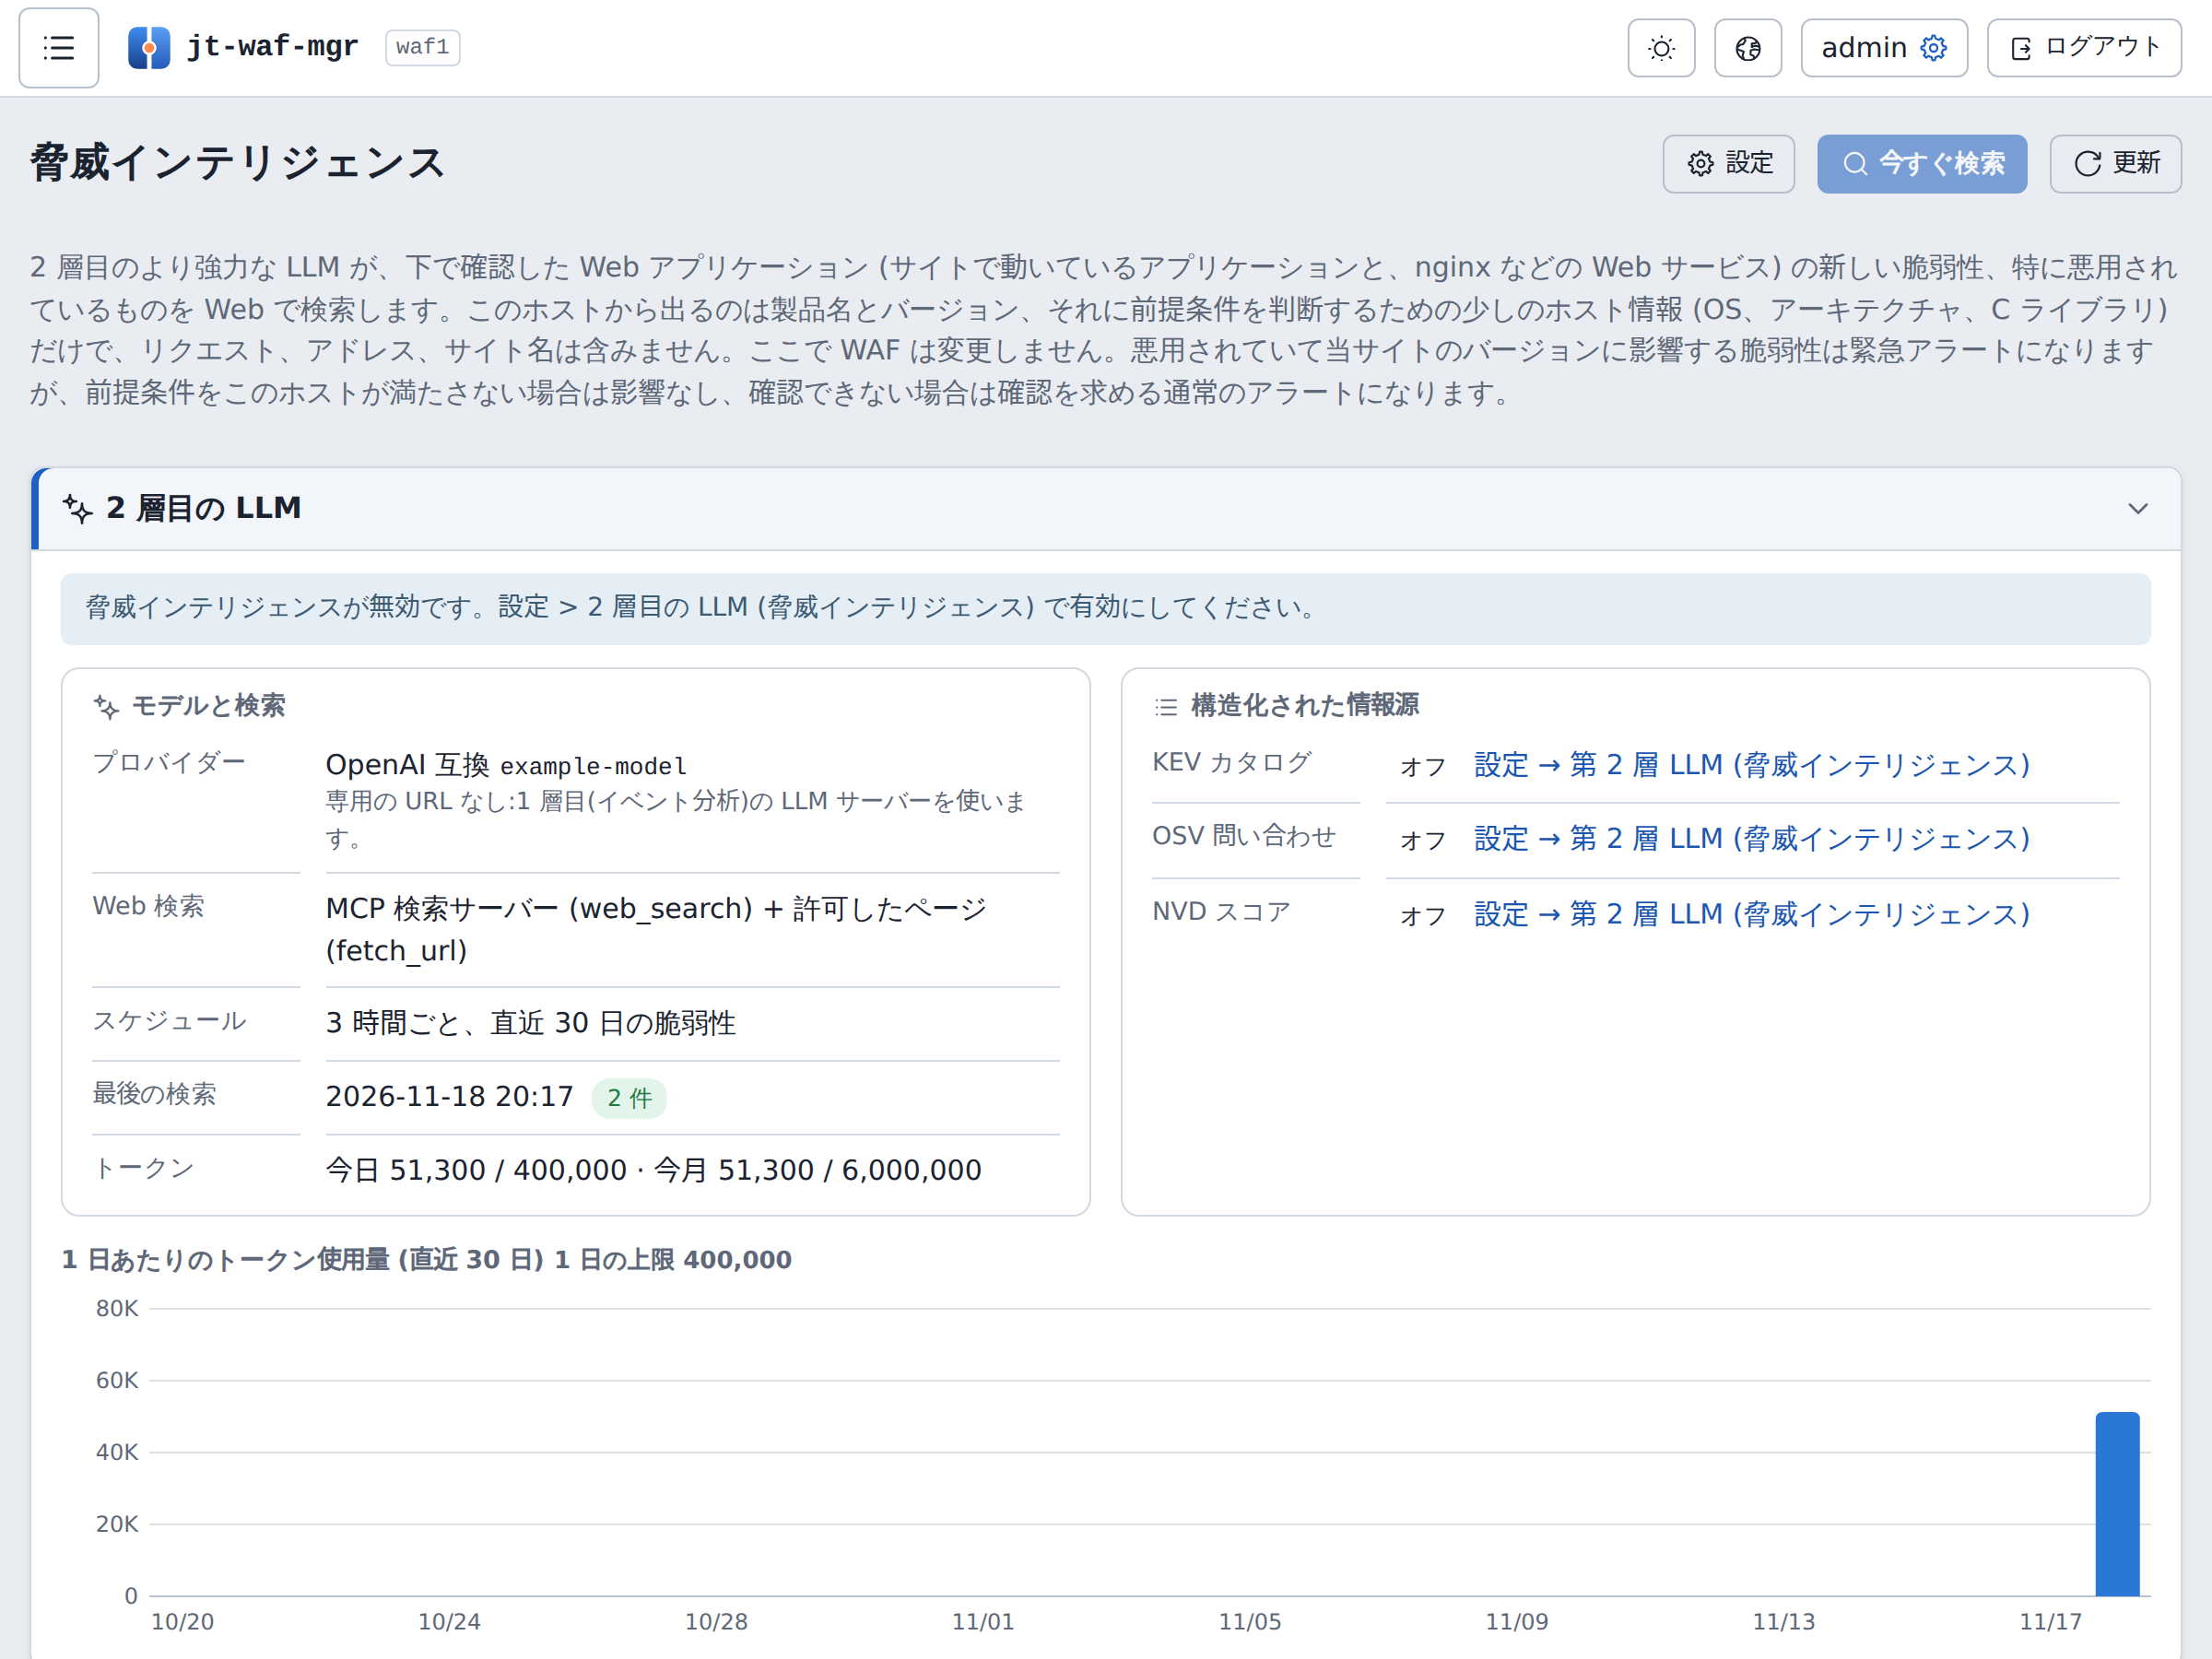 jt-waf-mgr waf1 admin ログアウト
脅威インテリジェンス 設定 今すぐ検索 更新
2 層目のより強力な LLM が、下で確認した Web アプリケーション (サイトで動いているアプリケーションと、nginx などの Web サービス) の新しい脆弱性、特に悪用され
ているものを Web で検索します。このホストから出るのは製品名とバージョン、それに前提条件を判断するための少しのホスト情報 (OS、アーキテクチャ、C ライブラリ)
だけで、リクエスト、アドレス、サイト名は含みません。ここで WAF は変更しません。悪用されていて当サイトのバージョンに影響する脆弱性は緊急アラートになります
が、前提条件をこのホストが満たさない場合は影響なし、確認できない場合は確認を求める通常のアラートになります。
2 層目の LLM
脅威インテリジェンスが無効です。設定 > 2 層目の LLM (脅威インテリジェンス) で有効にしてください。
モデルと検索
プロバイダー OpenAI 互換 example-model
専用の URL なし:1 層目(イベント分析)の LLM サーバーを使いま
す。
Web 検索 MCP 検索サーバー (web_search) + 許可したページ
(fetch_url)
スケジュール 3 時間ごと、直近 30 日の脆弱性
最後の検索 2026-11-18 20:17 2 件
トークン 今日 51,300 / 400,000 · 今月 51,300 / 6,000,000
構造化された情報源
KEV カタログ オフ 設定 → 第 2 層 LLM (脅威インテリジェンス)
OSV 問い合わせ オフ 設定 → 第 2 層 LLM (脅威インテリジェンス)
NVD スコア オフ 設定 → 第 2 層 LLM (脅威インテリジェンス)
1 日あたりのトークン使用量 (直近 30 日) 1 日の上限 400,000
80K
60K
40K
20K
0
10/20 10/24 10/28 11/01 11/05 11/09 11/13 11/17